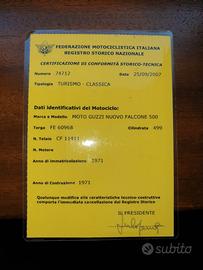 FEDERAZIONE MOTOCICLISTICA ITALIANA
REGISTRO STORICO NAZIONALE
CERTIFICAZIONE DI CONFORMITÀ STORICO-TECNICA
Numero 74712 Data 25/09/2007
Tipologia TURISMO - CLASSICA
Dati identificativi del Motociclo:
Marca e Modello MOTO GUZZI NUOVO FALCONE 500
Targa FE 60968 Cilindrata 499
N. Telaio CF 11411
N. Motore
Anno di immatricolazione 1971
Anno di Costruzione 1971
Qualunque modifica alle caratteristiche tecnico-costruttive
comporta l'immediata cancellazione dal Registro Storico
IL PRESIDENTE
subito